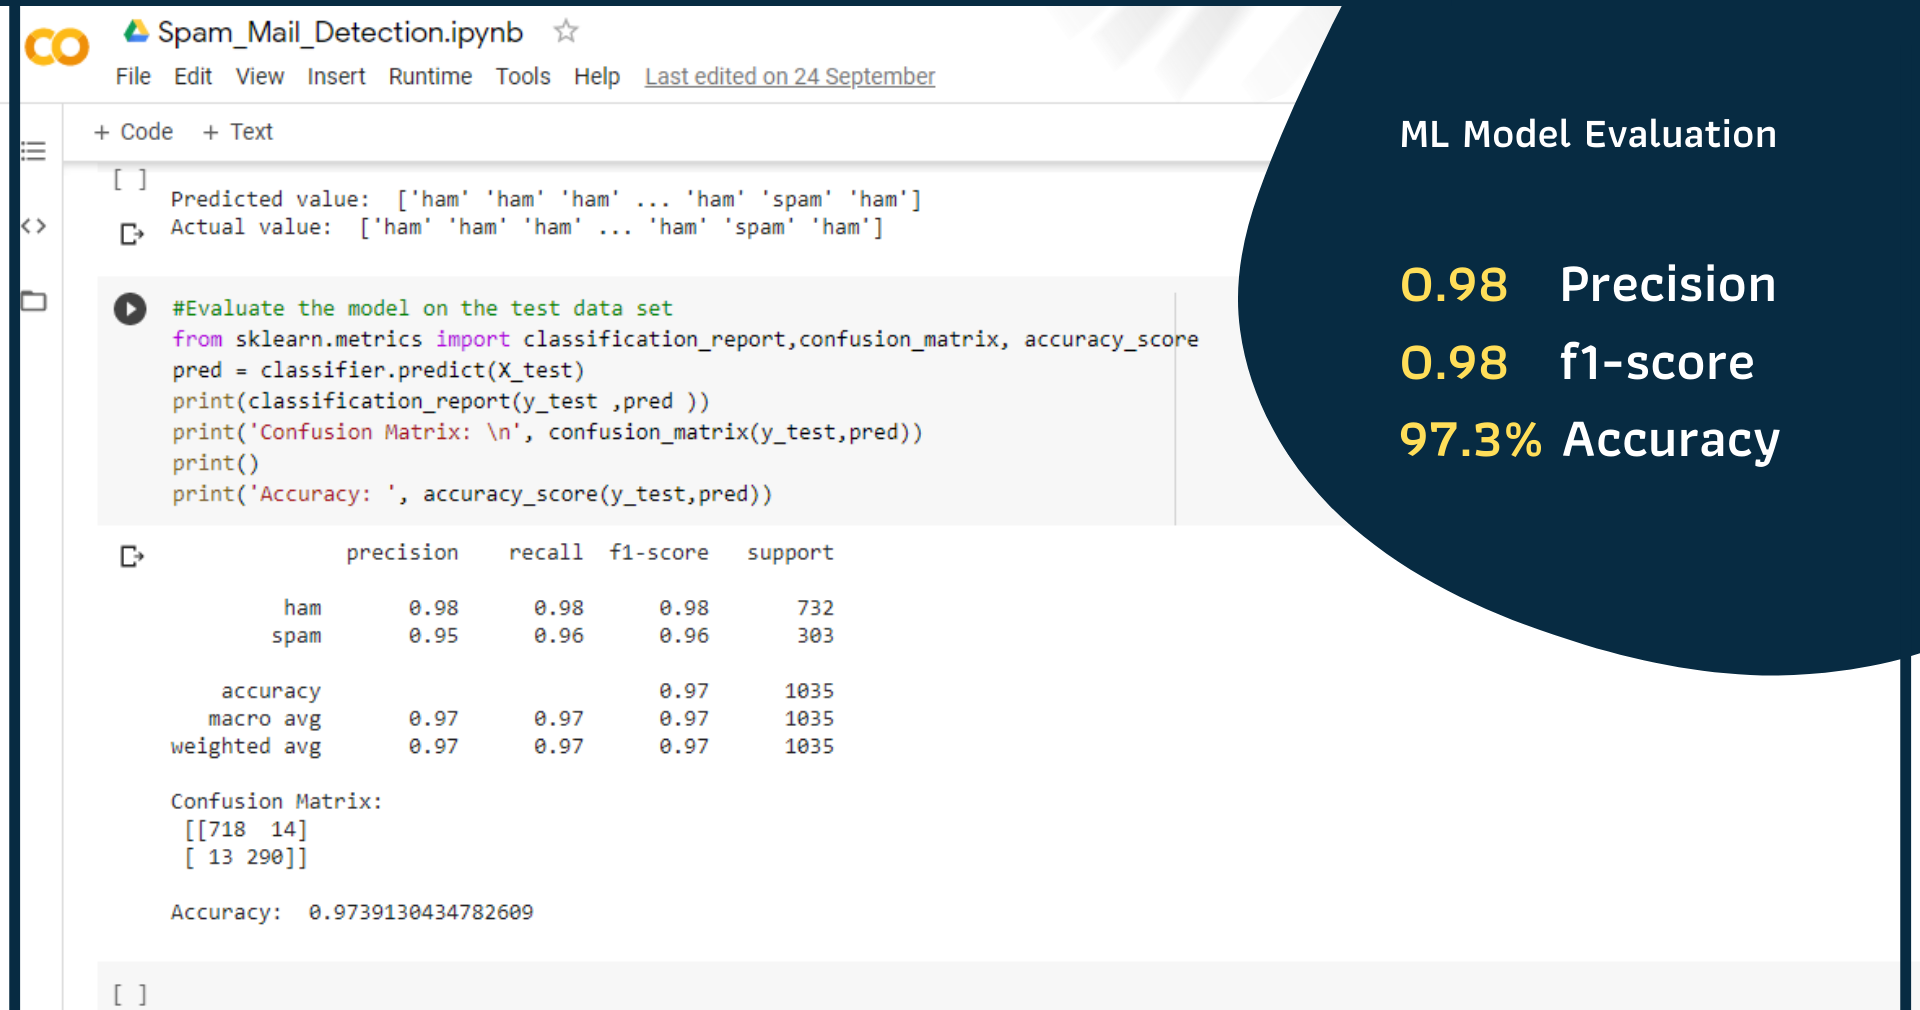 Spam_Mail_Detection.ipynb
File Edit View Insert Runtime Tools Help Last edited on 24 September
+ Code + Text
[ ]
Predicted value:  ['ham' 'ham' 'ham' ... 'ham' 'spam' 'ham']
Actual value:  ['ham' 'ham' 'ham' ... 'ham' 'spam' 'ham']
#Evaluate the model on the test data set
from sklearn.metrics import classification_report,confusion_matrix, accuracy_score
pred = classifier.predict(X_test)
print(classification_report(y_test ,pred ))
print('Confusion Matrix: \n', confusion_matrix(y_test,pred))
print()
print('Accuracy: ', accuracy_score(y_test,pred))
precision recall f1-score support
ham 0.98 0.98 0.98 732
spam 0.95 0.96 0.96 303
accuracy 0.97 1035
macro avg 0.97 0.97 0.97 1035
weighted avg 0.97 0.97 0.97 1035
Confusion Matrix:
[[718 14]
[ 13 290]]
Accuracy:  0.9739130434782609
[ ]
ML Model Evaluation
0.98 Precision
0.98 f1-score
97.3% Accuracy